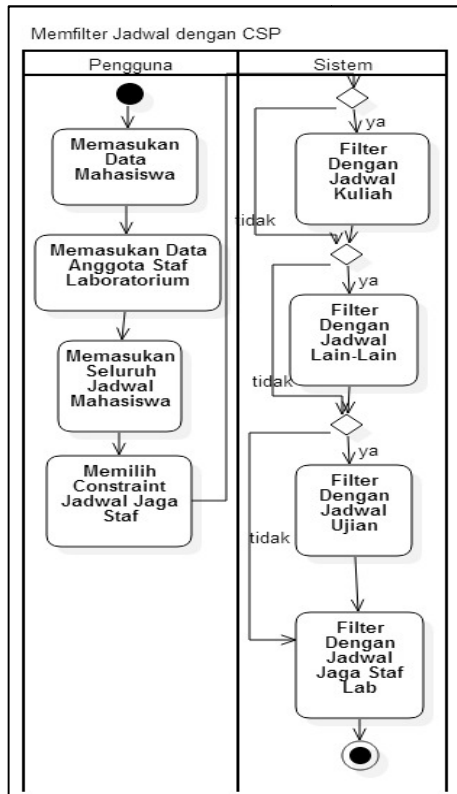 Memfilter Jadwal dengan CSP
Pengguna
Sistem
Memasukan
Data
Mahasiswa
Memasukan Data
Anggota Staf
Laboratorium
Memasukan
Seluruh
Jadwal
Mahasiswa
Memilih
Constraint
Jadwal Jaga
Staf
ya
Filter
Dengan
Jadwal
Kuliah
tidak
ya
Filter
Dengan
Jadwal
Lain-Lain
tidak
ya
Filter
Dengan
Jadwal
Ujian
tidak
Filter
Dengan
Jadwal
Jaga Staf
Lab